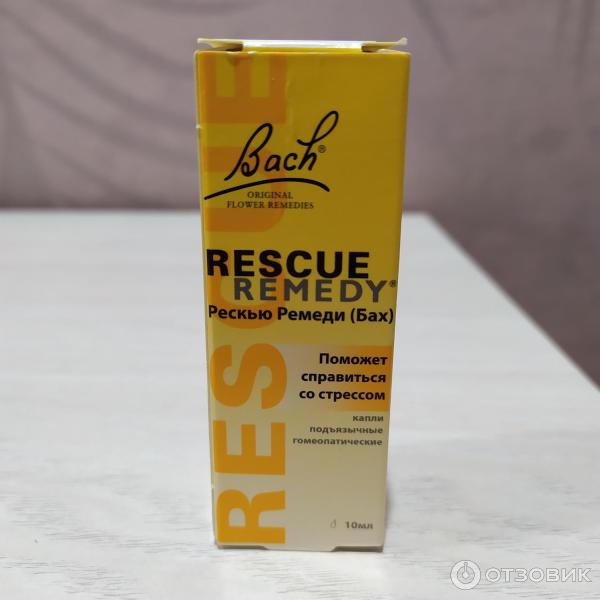 Bach®
ORIGINAL
FLOWER REMEDIES
RESCUE
RESCUE
REMEDY®
Рескью Ремеди (Бах)
Поможет
справиться
со стрессом
капли
подъязычные
гомеопатические
10мл
ОТЗОВИК